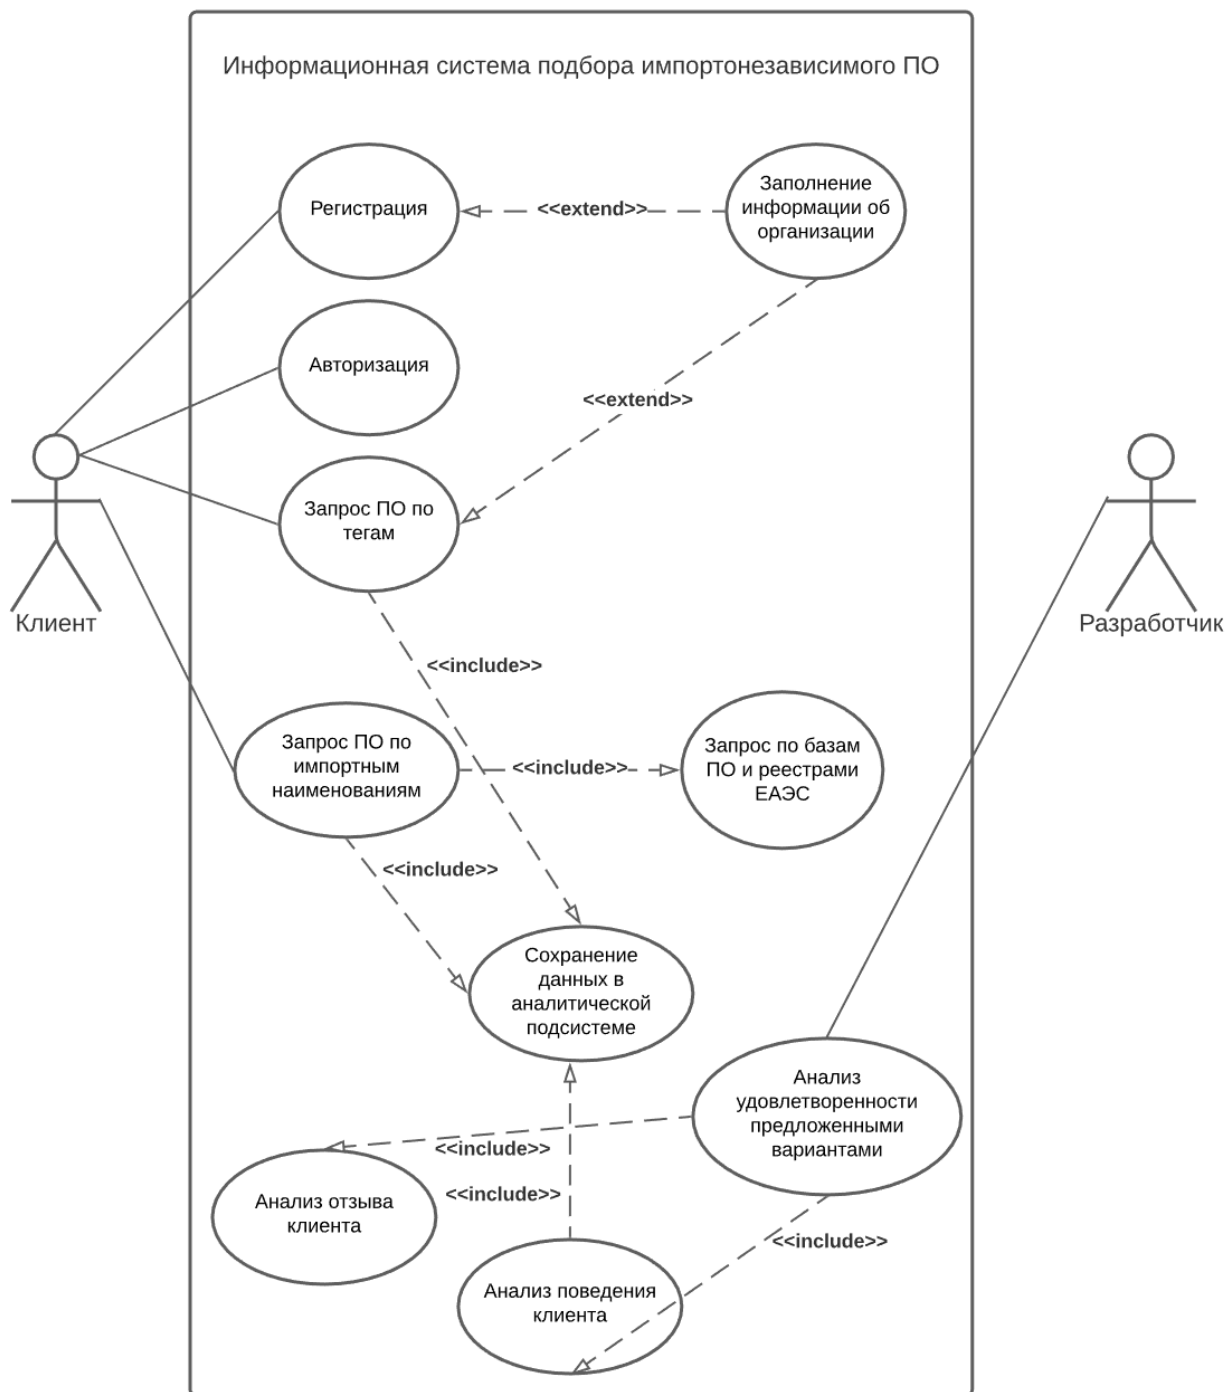 Информационная система подбора импортонезависимого ПО
Регистрация
<<extend>>
Заполнение
информации об
организации
Авторизация
<<extend>>
Запрос ПО по
тегам
Клиент
Разработчик
<<include>>
Запрос ПО по
импортным
наименованиям
<<include>>
Запрос по базам
ПО и реестрами
ЕАЭС
<<include>>
Сохранение
данных в
аналитической
подсистеме
Анализ
удовлетворенности
предложенными
вариантами
<<include>>
<<include>>
Анализ отзыва
клиента
<<include>>
Анализ поведения
клиента